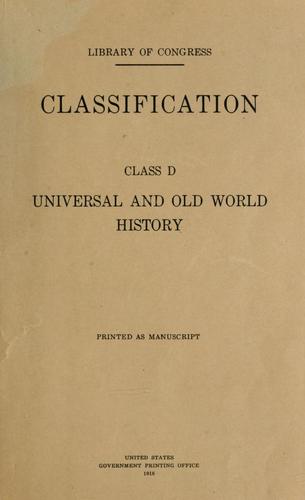 LIBRARY OF CONGRESS
CLASSIFICATION
CLASS D
UNIVERSAL AND OLD WORLD
HISTORY
PRINTED AS MANUSCRIPT
UNITED STATES
GOVERNMENT PRINTING OFFICE
1916